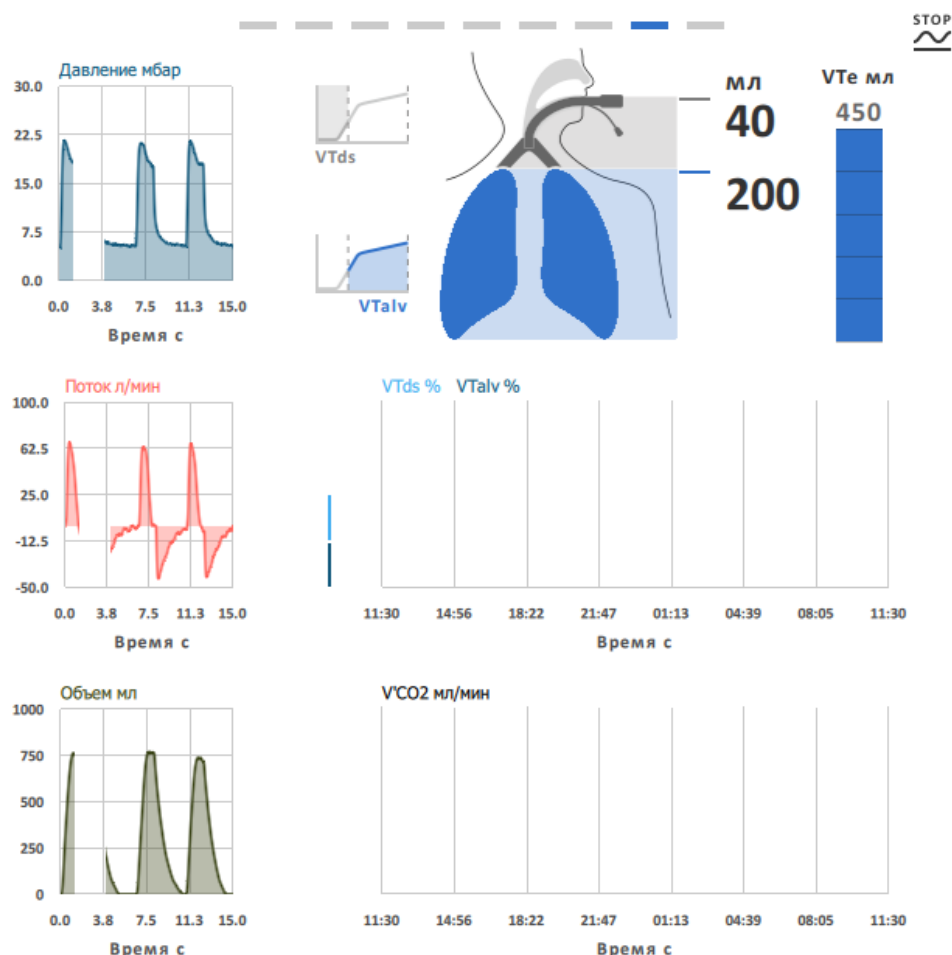 STOP
Давление мбар
30.0
22.5
15.0
7.5
0.0
0.0 3.8 7.5 11.3 15.0
Время с
VTds
VTalv
мл
40
200
VTe мл
450
Поток л/мин
100.0
62.5
25.0
-12.5
-50.0
0.0 3.8 7.5 11.3 15.0
Время с
VTds % VTalv %
11:30 14:56 18:22 21:47 01:13 04:39 08:05 11:30
Время с
Объем мл
1000
750
500
250
0
0.0 3.8 7.5 11.3 15.0
Время с
V'CO2 мл/мин
11:30 14:56 18:22 21:47 01:13 04:39 08:05 11:30
Время с